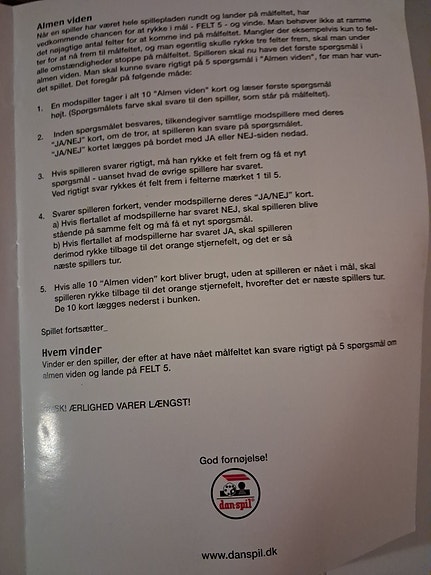 Almen viden
Når en spiller har været hele spillepladen rundt og lander på målfeltet, har
vedkommende chancen for at rykke i mål - FELT 5 - og vinde. Man behøver ikke at ramme
det nøjagtige antal felter for at komme ind på målfeltet. Mangler der eksempelvis kun to fel-
ter for at nå frem til målfeltet, og man egentlig skulle rykke tre felter frem, skal man under
alle omstændigheder stoppe på målfeltet. Spilleren skal nu have det første spørgsmål i
almen viden. Man skal kunne svare rigtigt på 5 spørgsmål i "Almen viden", for man har vun-
det spillet. Det foregår på følgende måde:
1. En modspiller tager i alt 10 "Almen viden" kort og læser første spørgsmål
højt. (Spørgsmålets farve skal svare til den spiller, som står på målfeltet).
2. Inden spørgsmålet besvares, tilkendegiver samtlige modspillere med deres
"JA/NEJ" kort, om de tror, at spilleren kan svare på spørgsmålet.
"JA/NEJ" kortet lægges på bordet med JA eller NEJ-siden nedad.
3. Hvis spilleren svarer rigtigt, må han rykke et felt frem og få et nyt
spørgsmål - uanset hvad de øvrige spillere har svaret.
Ved rigtigt svar rykkes ét felt frem i felterne mærket 1 til 5.
4. Svarer spilleren forkert, vender modspillerne deres "JA/NEJ" kort.
a) Hvis flertallet af modspillerne har svaret NEJ, skal spilleren blive
stående på samme felt og må få et nyt spørgsmål.
b) Hvis flertallet af modspillerne har svaret JA, skal spilleren
derimod rykke tilbage til det orange stjernefelt, og det er så
næste spillers tur.
5. Hvis alle 10 "Almen viden" kort bliver brugt, uden at spilleren er nået i mål, skal
spilleren rykke tilbage til det orange stjernefelt, hvorefter det er næste spillers tur.
De 10 kort lægges nederst i bunken.
Spillet fortsætter_
Hvem vinder
Vinder er den spiller, der efter at have nået målfeltet kan svare rigtigt på 5 spørgsmål om
almen viden og lande på FELT 5.
HUSK! ÆRLIGHED VARER LÆNGST!
God fornøjelse!
danspil
www.danspil.dk